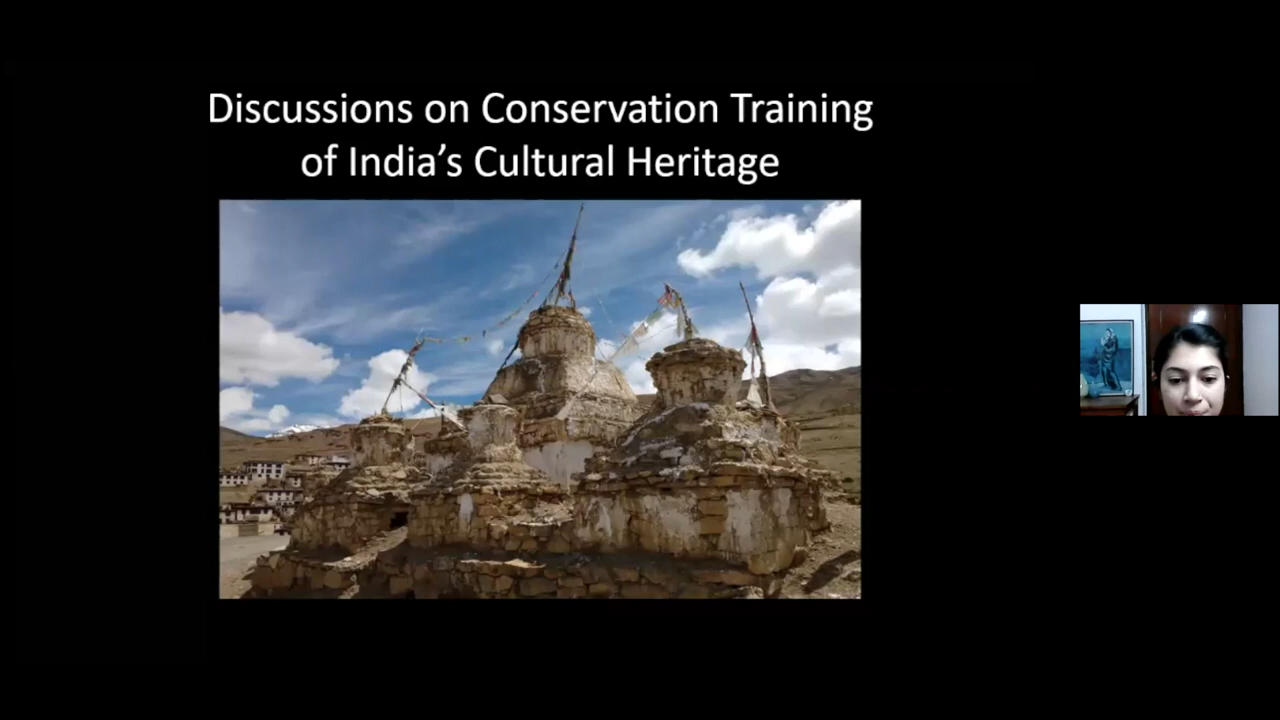 Discussions on Conservation Training
of India’s Cultural Heritage